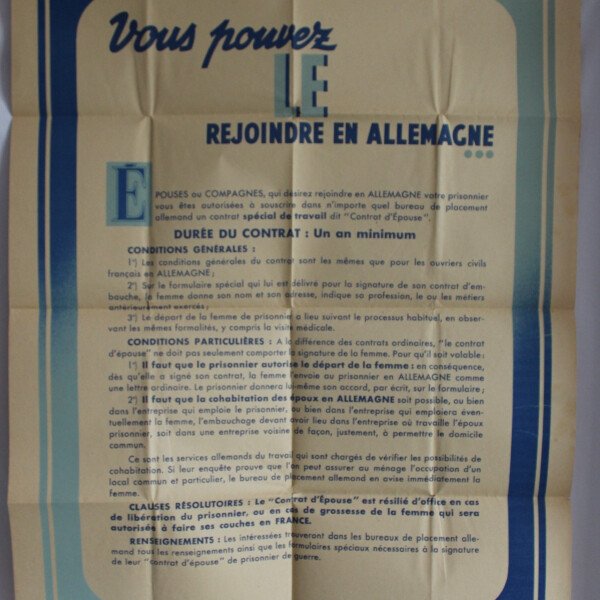 Vous pouvez
LE
REJOINDRE EN ALLEMAGNE
...
ÉPOUSES ou COMPAGNES, qui désirez rejoindre en ALLEMAGNE votre prisonnier
vous êtes autorisées à souscrire dans n'importe quel bureau de placement
allemand un contrat spécial de travail dit "Contrat d'Épouse".
DURÉE DU CONTRAT : Un an minimum
CONDITIONS GÉNÉRALES :
1°) Les conditions générales du contrat sont les mêmes que pour les ouvriers civils
français en ALLEMAGNE ;
2°) Sur le formulaire spécial qui lui est délivré pour la signature de son contrat d'em-
bauche, la femme donne son nom et son adresse, indique sa profession, le ou les métiers
antérieurement exercés ;
3°) Le départ de la femme de prisonnier a lieu suivant le processus habituel, en obser-
vant les mêmes formalités, y compris la visite médicale.
CONDITIONS PARTICULIÈRES : A la différence des contrats ordinaires, "le contrat
d'épouse" ne doit pas seulement comporter la signature de la femme. Pour qu'il soit valable :
1°) Il faut que le prisonnier autorise le départ de la femme : en conséquence,
dès qu'elle a signé son contrat, la femme l'envoie au prisonnier en ALLEMAGNE comme
une lettre ordinaire. Le prisonnier donnera lui-même son accord, par écrit, sur le formulaire ;
2°) Il faut que la cohabitation des époux en ALLEMAGNE soit possible, ou bien
dans l'entreprise qui emploie le prisonnier, ou bien dans l'entreprise qui emploiera éven-
tuellement la femme, l'embauchage devant avoir lieu dans l'entreprise où travaille l'époux
prisonnier, soit dans une entreprise voisine de façon, justement, à permettre le domicile
commun.
Ce sont les services allemands du travail qui sont chargés de vérifier les possibilités de
cohabitation. Si leur enquête prouve que l'on peut assurer au ménage l'occupation d'un
local commun et particulier, le bureau de placement allemand en avise immédiatement la
femme.
CLAUSES RÉSOLUTOIRES : Le "Contrat d'Épouse" est résilié d'office en cas
de libération du prisonnier, ou en cas de grossesse de la femme qui sera
autorisée à faire ses couches en FRANCE.
RENSEIGNEMENTS : Les intéressées trouveront dans les bureaux de placement alle-
mand tous les renseignements ainsi que les formulaires spéciaux nécessaires à la signature
de leur "contrat d'épouse" de prisonnier de guerre.